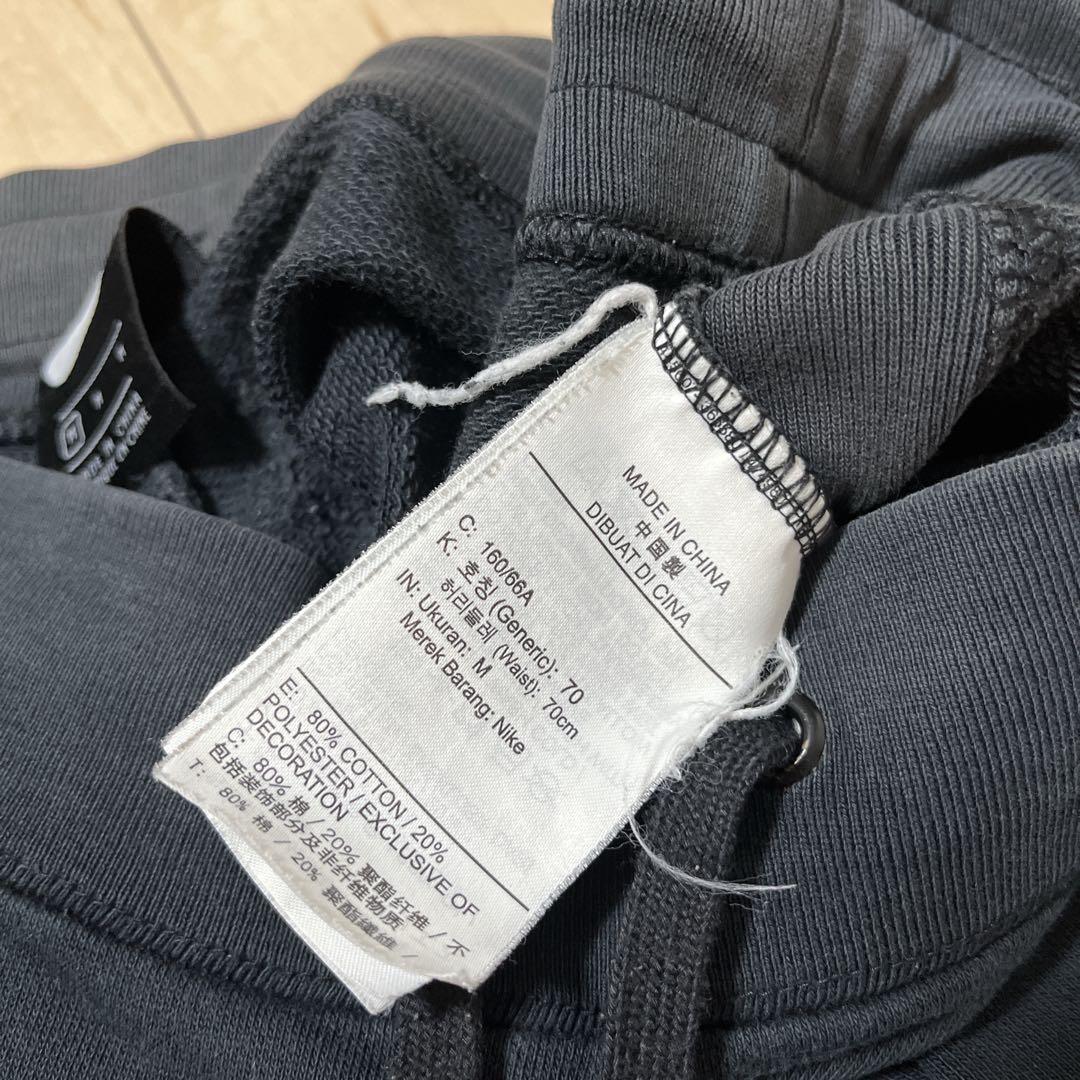 MADE IN CHINA
中国製
DIBUAT DI CINA
C: 160/66A
K: 호칭 (Generic): 70
허리둘레 (Waist): 70cm
IN: Ukuran: M
Merek Barang: Nike
E: 80% COTTON / 20%
POLYESTER / EXCLUSIVE OF
DECORATION
C: 80% 棉 / 20% 聚酯纤维 / 不
包括装饰部分及非纤维物质
T: 80% 棉 / 20% 聚酯纖維 /